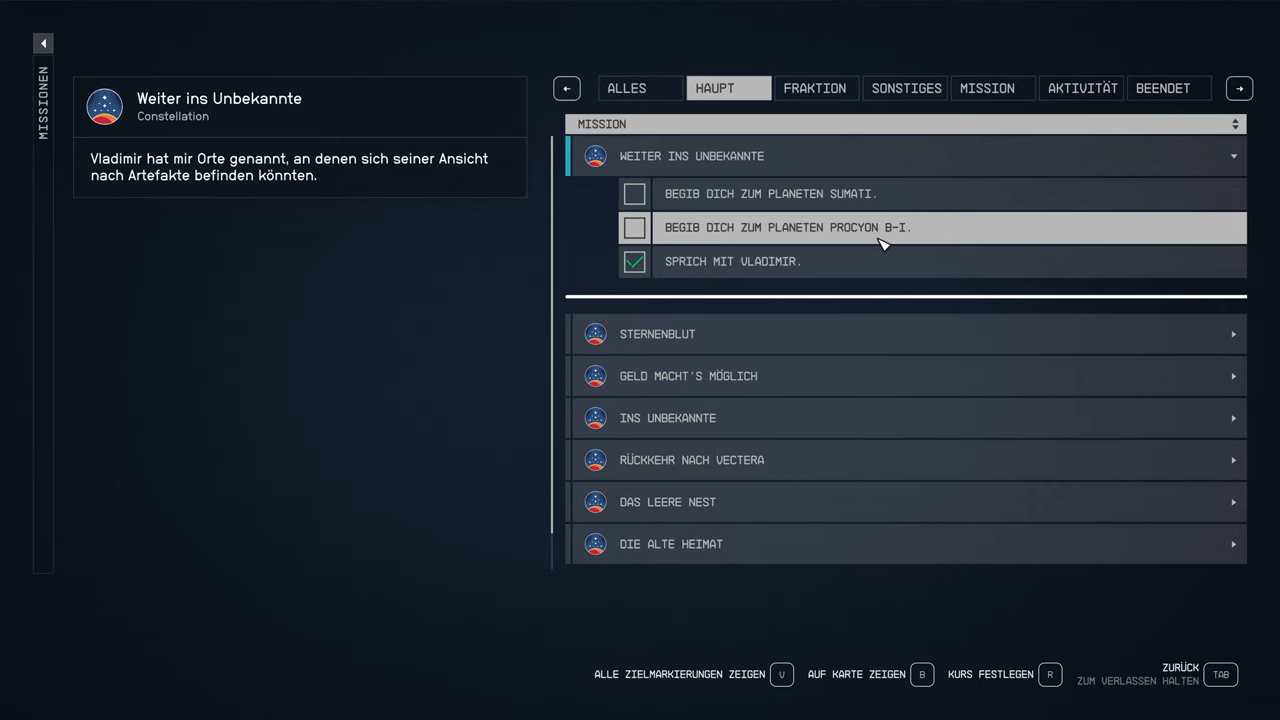 MISSIONEN
Weiter ins Unbekannte
Constellation
Vladimir hat mir Orte genannt, an denen sich seiner Ansicht
nach Artefakte befinden könnten.
ALLES HAUPT FRAKTION SONSTIGES MISSION AKTIVITÄT BEENDET
MISSION
WEITER INS UNBEKANNTE
BEGIB DICH ZUM PLANETEN SUMATI.
BEGIB DICH ZUM PLANETEN PROCYON B-I.
SPRICH MIT VLADIMIR.
STERNENBLUT
GELD MACHT'S MÖGLICH
INS UNBEKANNTE
RÜCKKEHR NACH VECTERA
DAS LEERE NEST
DIE ALTE HEIMAT
ALLE ZIELMARKIERUNGEN ZEIGEN V AUF KARTE ZEIGEN B KURS FESTLEGEN R ZURÜCK TAB
ZUM VERLASSEN HALTEN